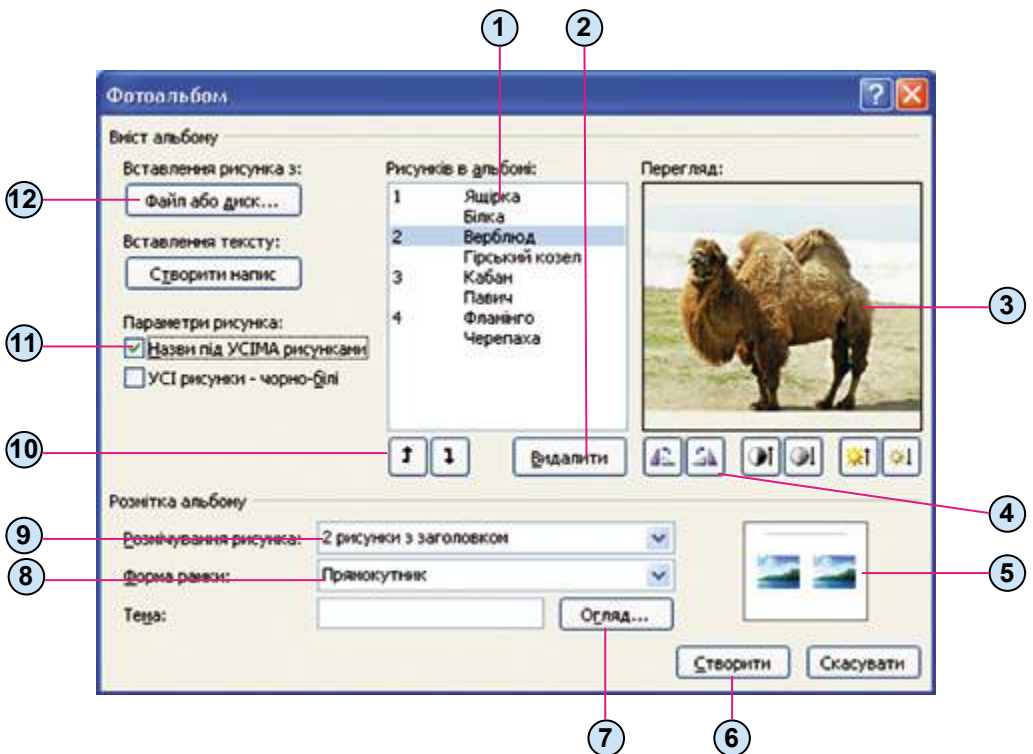 1
2
Фотоальбом
Вміст альбому
Вставлення рисунка з:
Файл або диск...
12
Вставлення тексту:
Створити напис
Параметри рисунка:
11
Назви під УСІМА рисунками
УСІ рисунки - чорно-білі
Рисунків в альбомі:
1 Ящірка
Білка
2 Верблюд
Гірський козел
3 Кабан
Павич
4 Фламінго
Черепаха
10
Видалити
Перегляд:
3
4
Розмітка альбому
9
Розмічування рисунка:
2 рисунки з заголовком
8
Форма рамки:
Прямокутник
Тема:
Огляд...
5
Створити
Скасувати
7
6